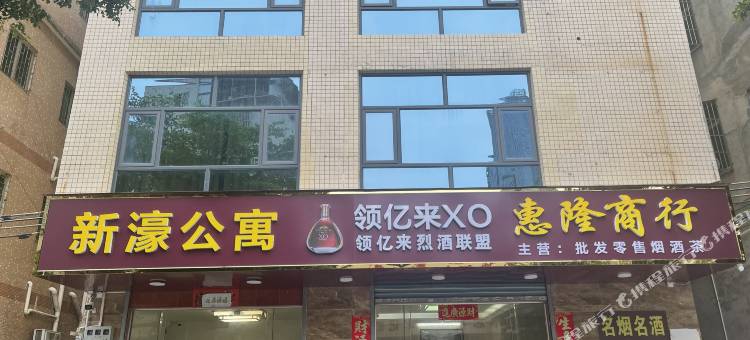 新濠公寓
领亿来XO
领亿来烈酒联盟
惠隆商行
主营：批发零售烟酒茶
名烟名酒
携程旅行